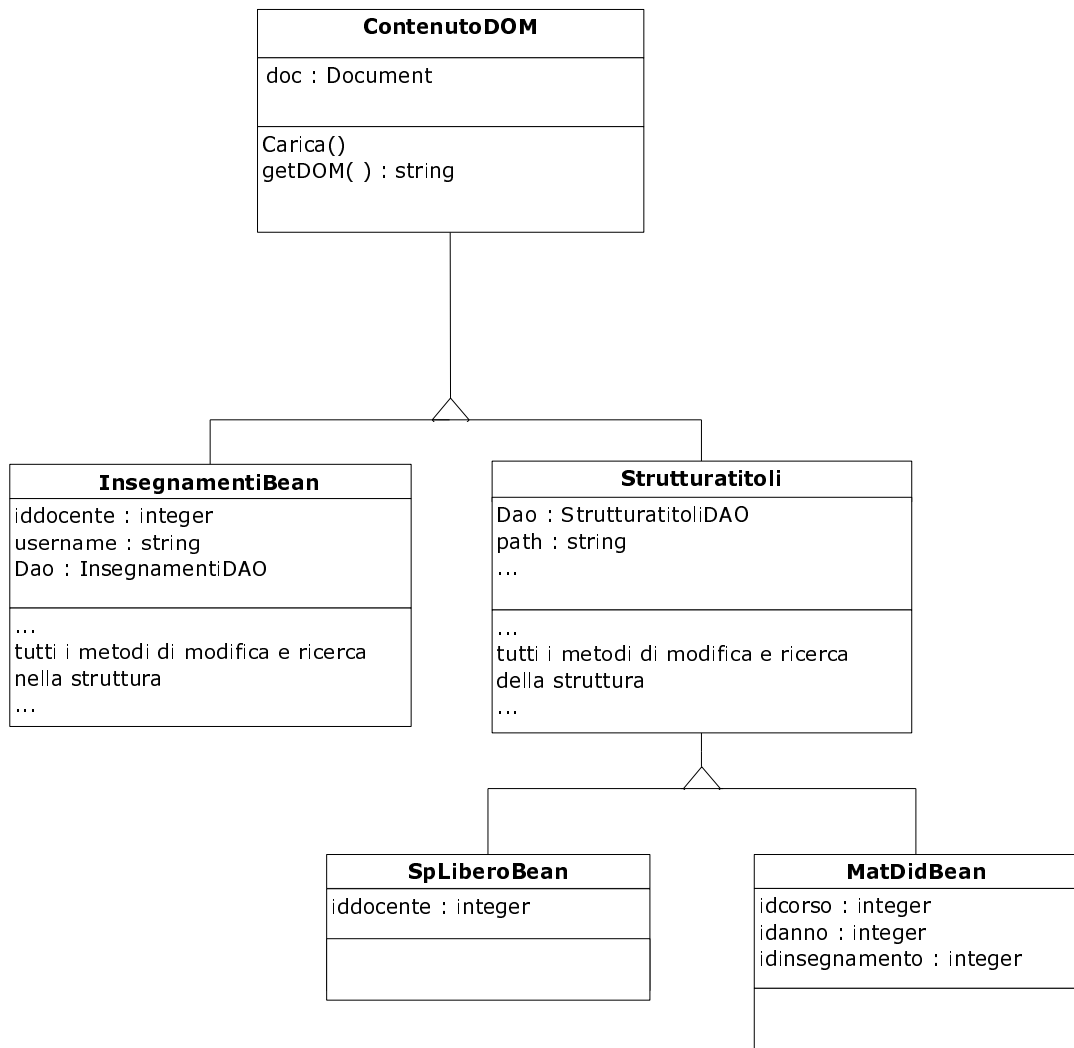 ContenutoDOM
doc : Document
Carica()
getDOM( ) : string
InsegnamentiBean
iddocente : integer
username : string
Dao : InsegnamentiDAO
...
tutti i metodi di modifica e ricerca
nella struttura
...
Strutturatitoli
Dao : StrutturatitoliDAO
path : string
...
...
tutti i metodi di modifica e ricerca
della struttura
...
SpLiberoBean
iddocente : integer
MatDidBean
idcorso : integer
idanno : integer
idinsegnamento : integer